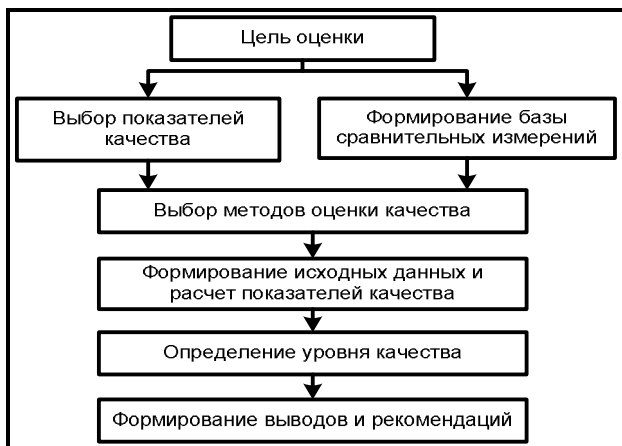 Цель оценки
Выбор показателей
качества
Формирование базы
сравнительных измерений
Выбор методов оценки качества
Формирование исходных данных и
расчет показателей качества
Определение уровня качества
Формирование выводов и рекомендаций